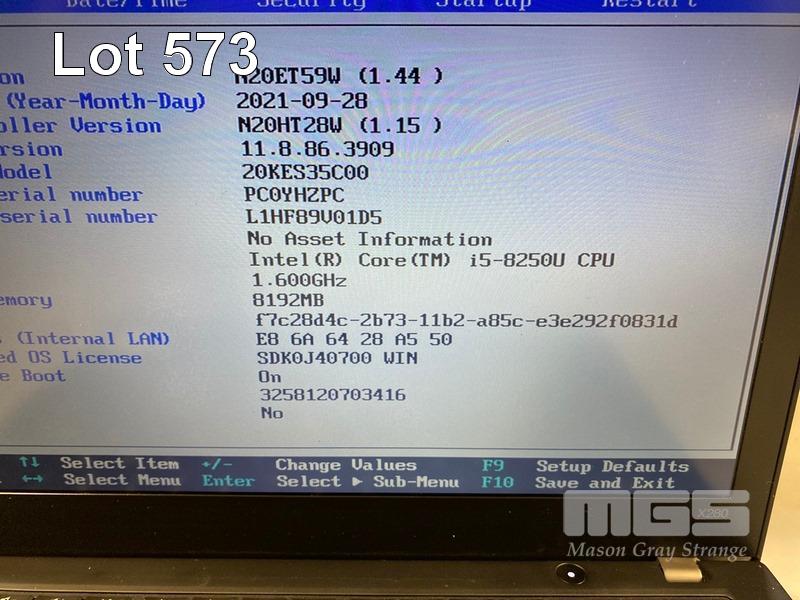 Date/Time Security Startup Restart
Lot 573
on N20ET59W (1.44 )
(Year-Month-Day) 2021-09-28
oller Version N20HT28W (1.15 )
rsion 11.8.86.3909
Model 20KES35C00
erial number PC0YHZPC
serial number L1HF89V01D5
No Asset Information
Intel(R) Core(TM) i5-8250U CPU
1.600GHz
emory 8192MB
f7c28d4c-2b73-11b2-a85c-e3e292f0831d
(Internal LAN) E8 6A 64 28 A5 50
ed OS License SDK0J40700 WIN
e Boot On
3258120703416
No
↑↓ Select Item +/- Change Values F9 Setup Defaults
←→ Select Menu Enter Select ▶ Sub-Menu F10 Save and Exit
MGS
X280
Mason Gray Strange